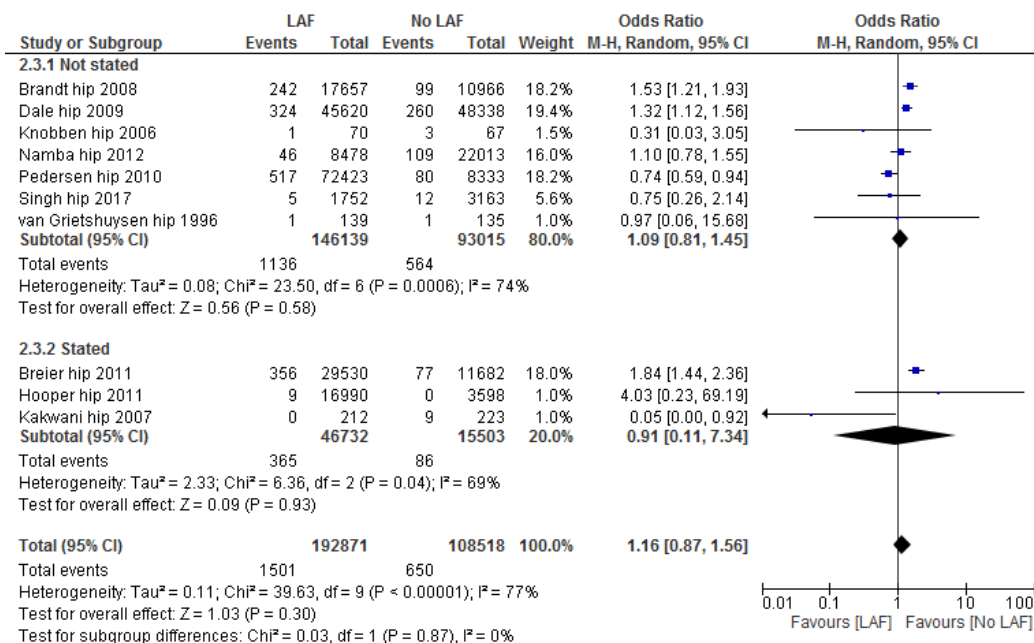 LAF No LAF Odds Ratio Odds Ratio
Study or Subgroup Events Total Events Total Weight M-H, Random, 95% CI M-H, Random, 95% CI
2.3.1 Not stated
Brandt hip 2008 242 17657 99 10966 18.2% 1.53 [1.21, 1.93]
Dale hip 2009 324 45620 260 48338 19.4% 1.32 [1.12, 1.56]
Knobben hip 2006 1 70 3 67 1.5% 0.31 [0.03, 3.05]
Namba hip 2012 46 8478 109 22013 16.0% 1.10 [0.78, 1.55]
Pedersen hip 2010 517 72423 80 8333 18.2% 0.74 [0.59, 0.94]
Singh hip 2017 5 1752 12 3163 5.6% 0.75 [0.26, 2.14]
van Grietshuysen hip 1996 1 139 1 135 1.0% 0.97 [0.06, 15.68]
Subtotal (95% CI) 146139 93015 80.0% 1.09 [0.81, 1.45]
Total events 1136 564
Heterogeneity: Tau² = 0.08; Chi² = 23.50, df = 6 (P = 0.0006); I² = 74%
Test for overall effect: Z = 0.56 (P = 0.58)
2.3.2 Stated
Breier hip 2011 356 29530 77 11682 18.0% 1.84 [1.44, 2.36]
Hooper hip 2011 9 16990 0 3598 1.0% 4.03 [0.23, 69.19]
Kakwani hip 2007 0 212 9 223 1.0% 0.05 [0.00, 0.92]
Subtotal (95% CI) 46732 15503 20.0% 0.91 [0.11, 7.34]
Total events 365 86
Heterogeneity: Tau² = 2.33; Chi² = 6.36, df = 2 (P = 0.04); I² = 69%
Test for overall effect: Z = 0.09 (P = 0.93)
Total (95% CI) 192871 108518 100.0% 1.16 [0.87, 1.56]
Total events 1501 650
Heterogeneity: Tau² = 0.11; Chi² = 39.63, df = 9 (P < 0.00001); I² = 77%
Test for overall effect: Z = 1.03 (P = 0.30)
Test for subgroup differences: Chi² = 0.03, df = 1 (P = 0.87), I² = 0%
0.01 0.1 1 10 100
Favours [LAF] Favours [No LAF]